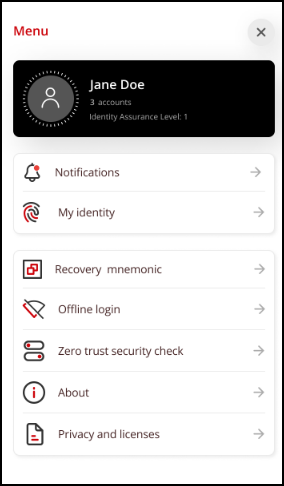 Menu
Jane Doe
3 accounts
Identity Assurance Level: 1
Notifications
My identity
Recovery mnemonic
Offline login
Zero trust security check
About
Privacy and licenses